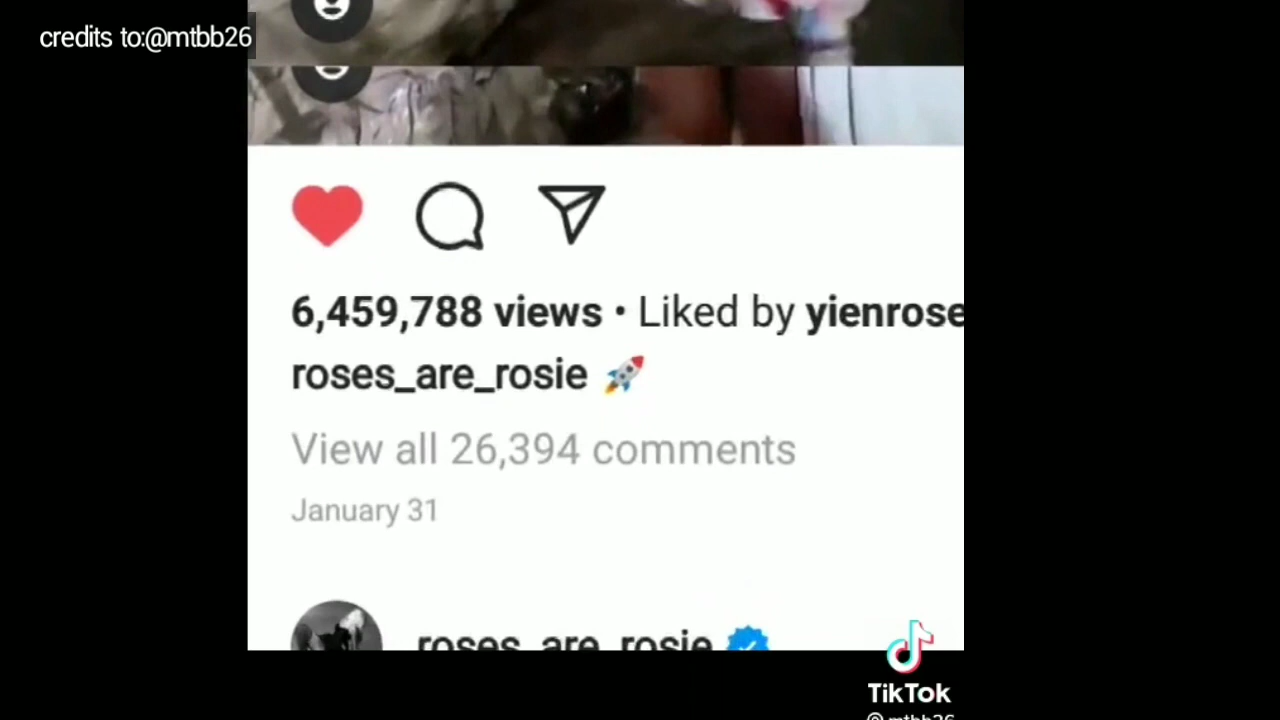 credits to:@mtbb26
6,459,788 views • Liked by yienrose
roses_are_rosie 🚀
View all 26,394 comments
January 31
roses_are_rosie
TikTok
@mtbb26